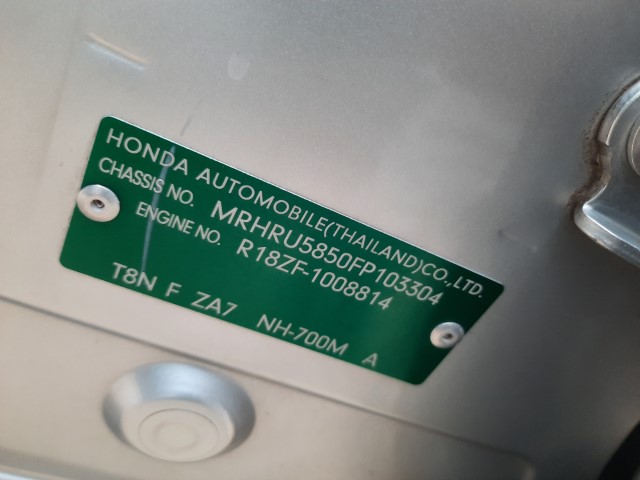 HONDA AUTOMOBILE(THAILAND)CO.,LTD.
CHASSIS NO. MRHRU5850FP103304
ENGINE NO. R18ZF-1008814
T8N F ZA7 NH-700M A